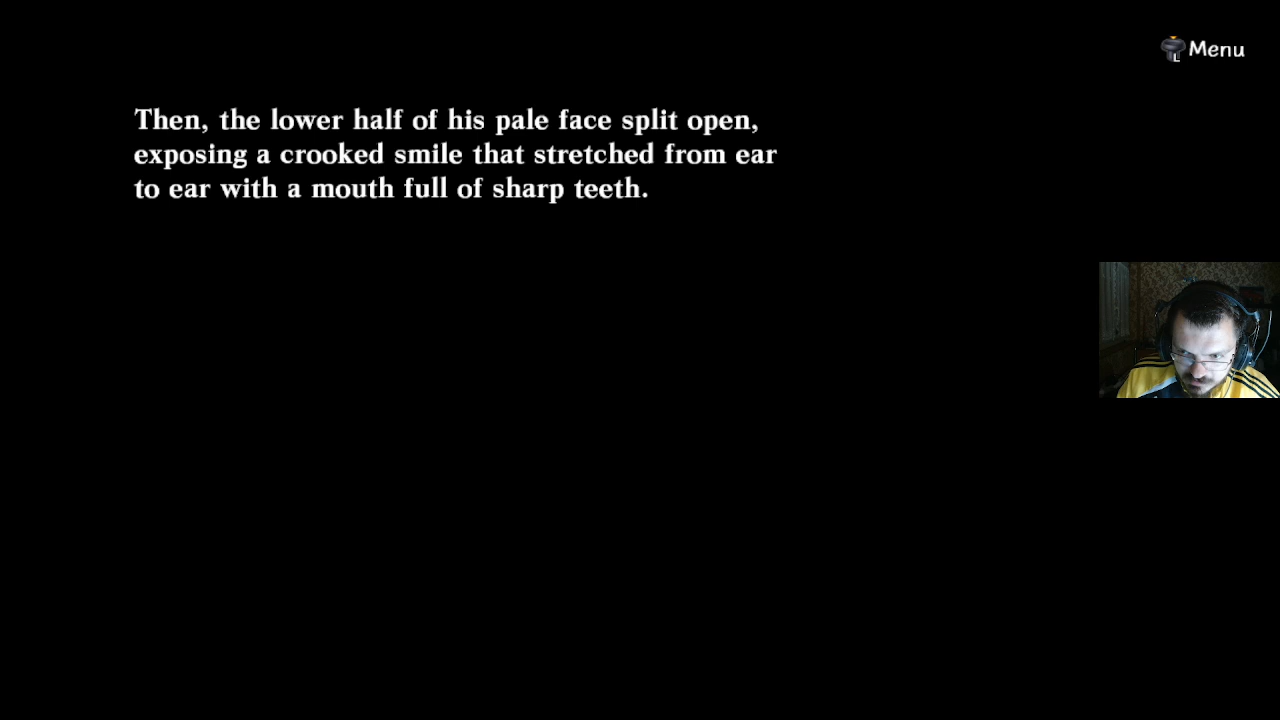 Menu
Then, the lower half of his pale face split open,
exposing a crooked smile that stretched from ear
to ear with a mouth full of sharp teeth.